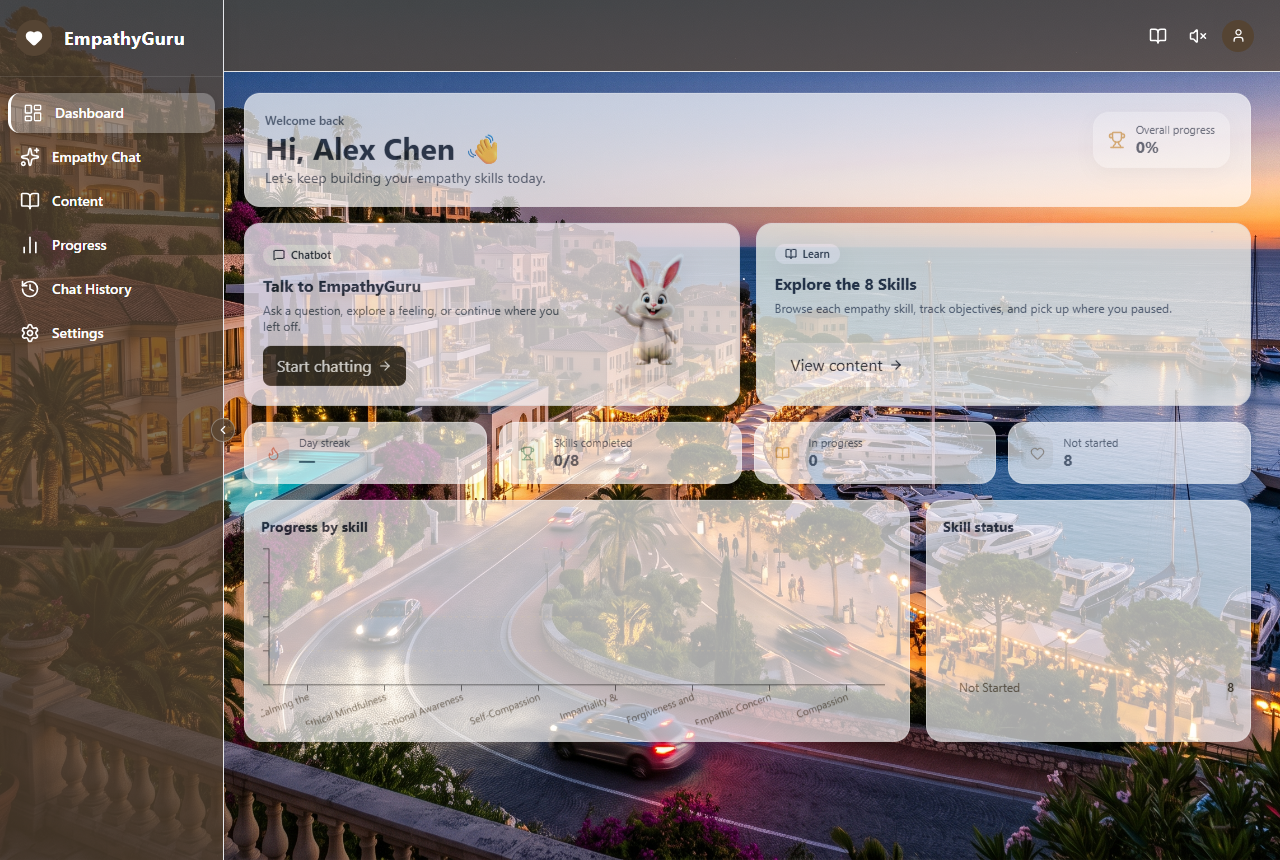 EmpathyGuru
Dashboard
Empathy Chat
Content
Progress
Chat History
Settings
Welcome back
Hi, Alex Chen 👋
Let's keep building your empathy skills today.
Overall progress
0%
Chatbot
Talk to EmpathyGuru
Ask a question, explore a feeling, or continue where you
left off.
Start chatting →
Learn
Explore the 8 Skills
Browse each empathy skill, track objectives, and pick up where you paused.
View content →
Day streak
—
Skills completed
0/8
In progress
0
Not started
8
Progress by skill
the
Mindfulness
Awareness
Self-Compassion
Impartiality &
Forgiveness and
Empathic Concern
Compassion
Skill status
Not Started 8